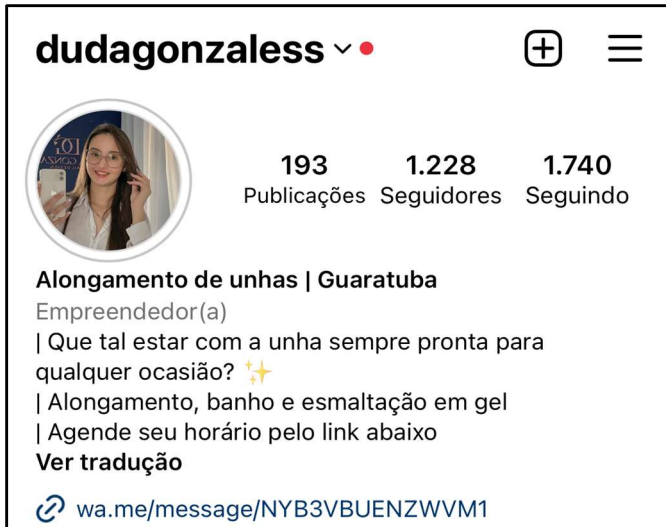 dudagonzaless
193 1.228 1.740
Publicações Seguidores Seguindo
Alongamento de unhas | Guaratuba
Empreendedor(a)
| Que tal estar com a unha sempre pronta para
qualquer ocasião? ✨
| Alongamento, banho e esmaltação em gel
| Agende seu horário pelo link abaixo
Ver tradução
wa.me/message/NYB3VBUENZWVM1